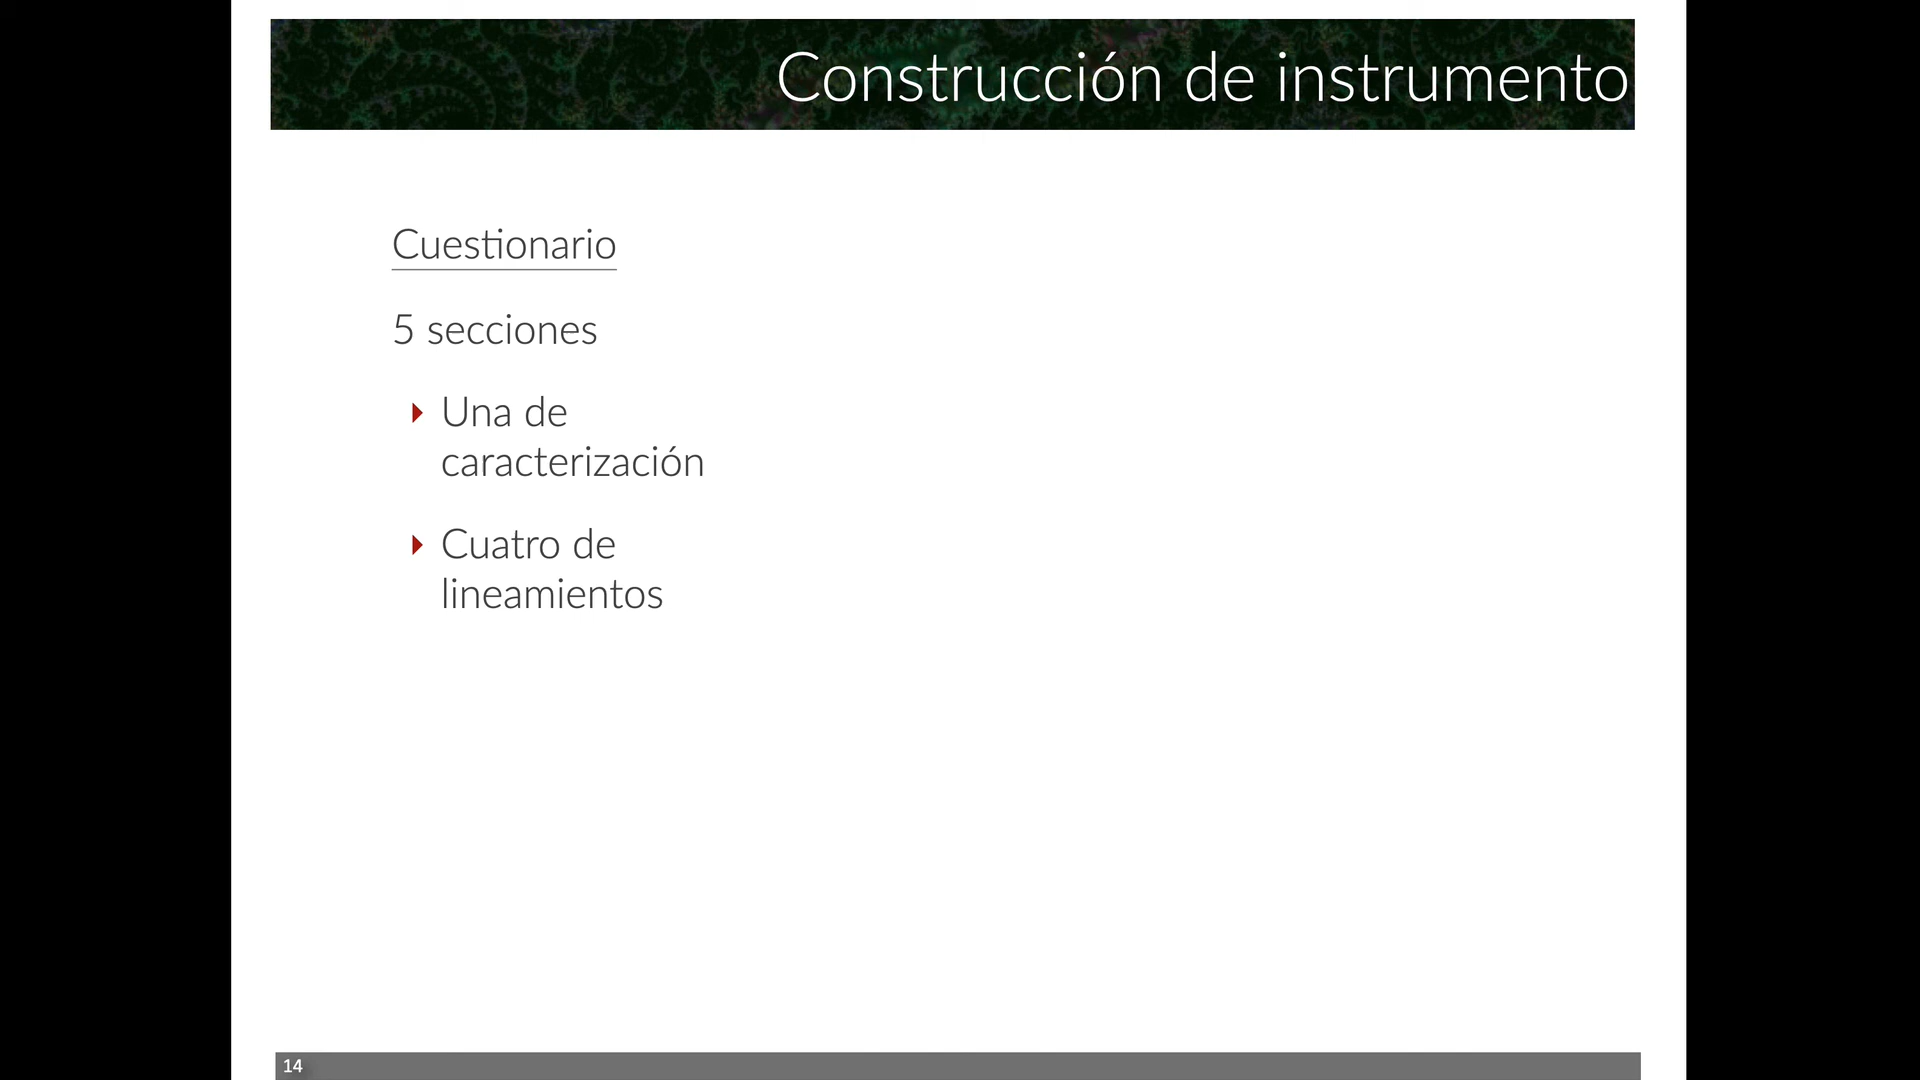 Construcción de instrumento
Cuestionario
5 secciones
Una de
caracterización
Cuatro de
lineamientos
14